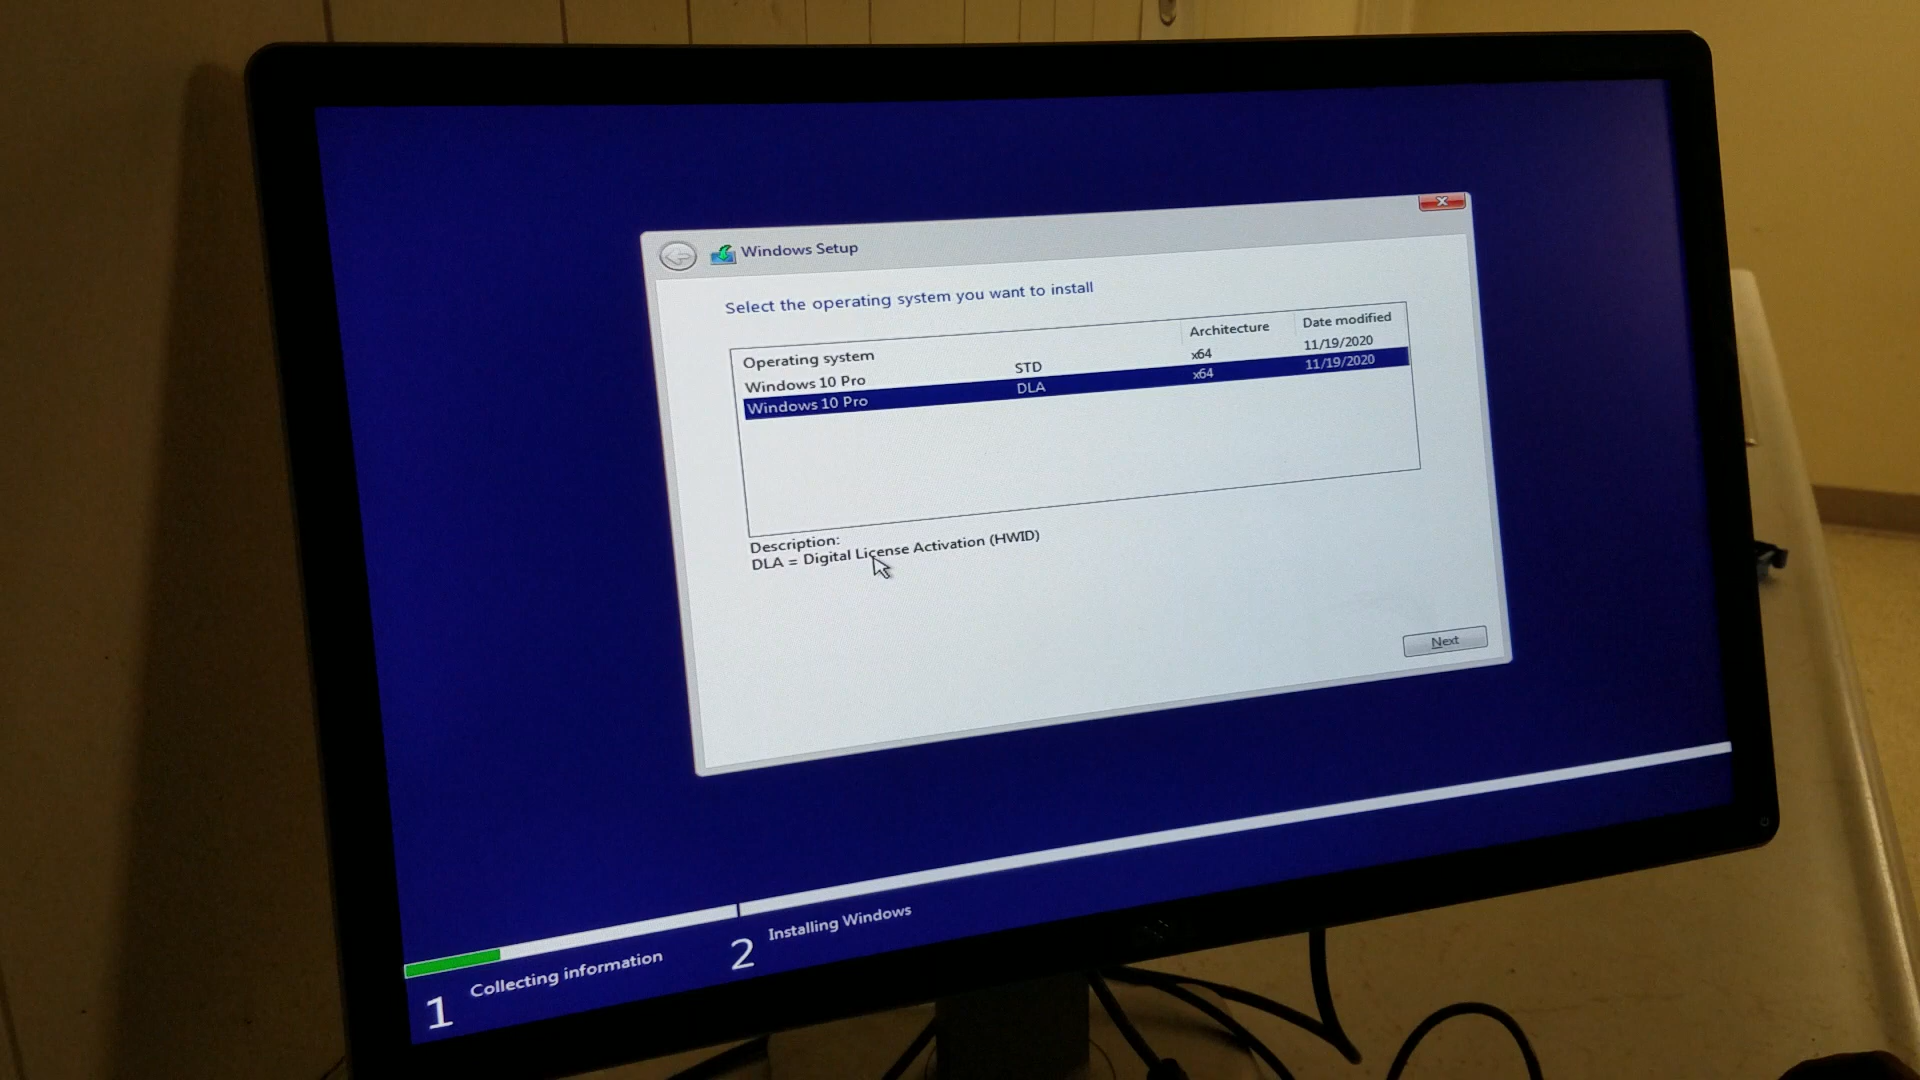 Windows Setup
Select the operating system you want to install
Operating system Architecture Date modified
Windows 10 Pro STD x64 11/19/2020
Windows 10 Pro DLA x64 11/19/2020
Description:
DLA = Digital License Activation (HWID)
Next
1 Collecting information
2 Installing Windows